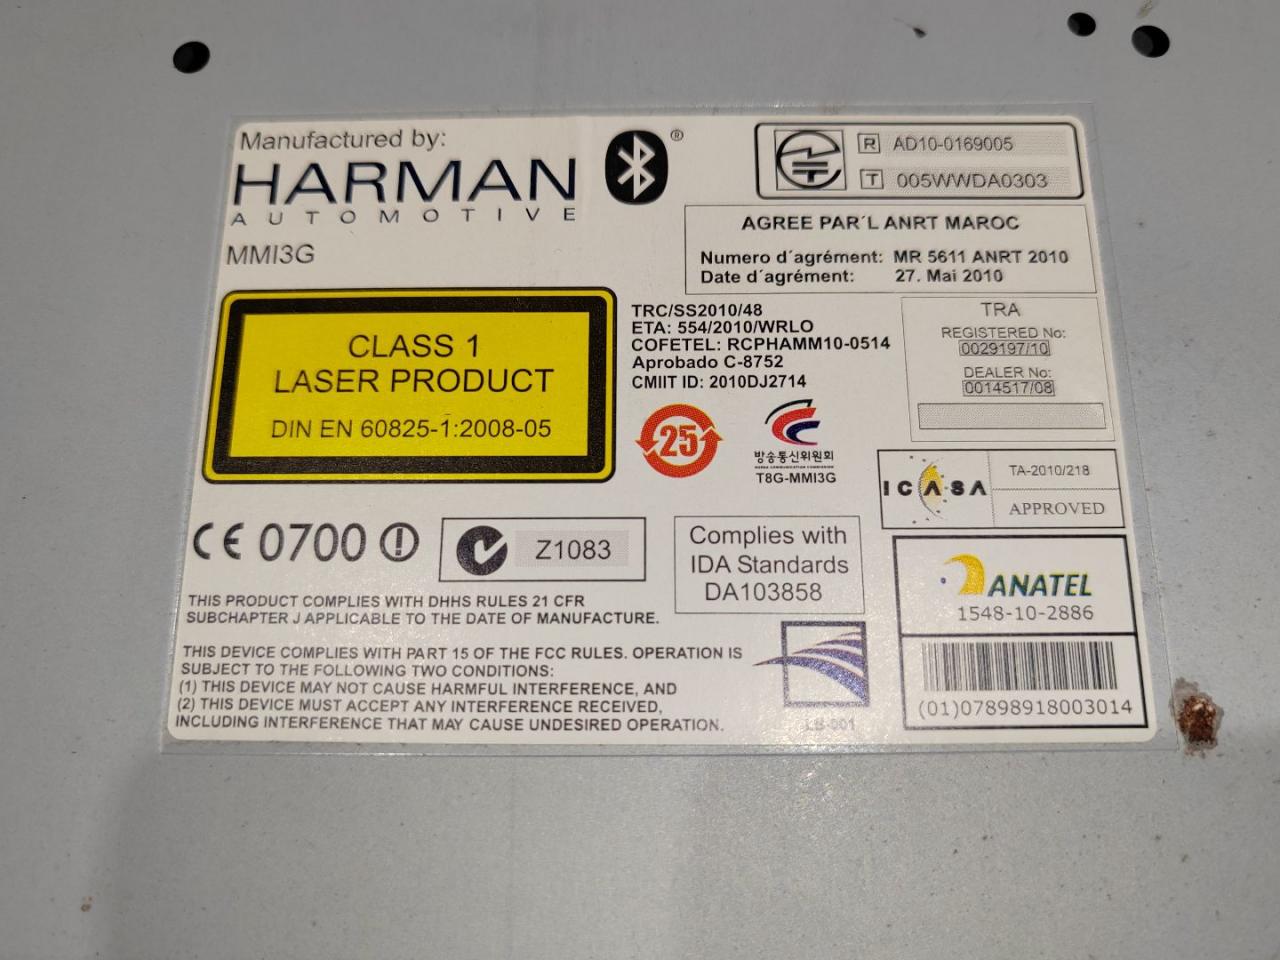 Manufactured by:
HARMAN
AUTOMOTIVE
MMI3G
®
R AD10-0169005
T 005WWDA0303
AGREE PAR´L ANRT MAROC
Numero d´agrément: MR 5611 ANRT 2010
Date d´agrément: 27. Mai 2010
CLASS 1
LASER PRODUCT
DIN EN 60825-1:2008-05
TRC/SS2010/48
ETA: 554/2010/WRLO
COFETEL: RCPHAMM10-0514
Aprobado C-8752
CMIIT ID: 2010DJ2714
TRA
REGISTERED No:
0029197/10
DEALER No:
0014517/08
25
방송통신위원회
KOREA COMMUNICATIONS COMMISSION
T8G-MMI3G
ICASA
TA-2010/218
APPROVED
CE 0700
Z1083
Complies with
IDA Standards
DA103858
ANATEL
1548-10-2886
(01)07898918003014
THIS PRODUCT COMPLIES WITH DHHS RULES 21 CFR
SUBCHAPTER J APPLICABLE TO THE DATE OF MANUFACTURE.
THIS DEVICE COMPLIES WITH PART 15 OF THE FCC RULES. OPERATION IS
SUBJECT TO THE FOLLOWING TWO CONDITIONS:
(1) THIS DEVICE MAY NOT CAUSE HARMFUL INTERFERENCE, AND
(2) THIS DEVICE MUST ACCEPT ANY INTERFERENCE RECEIVED,
INCLUDING INTERFERENCE THAT MAY CAUSE UNDESIRED OPERATION.
LB-001